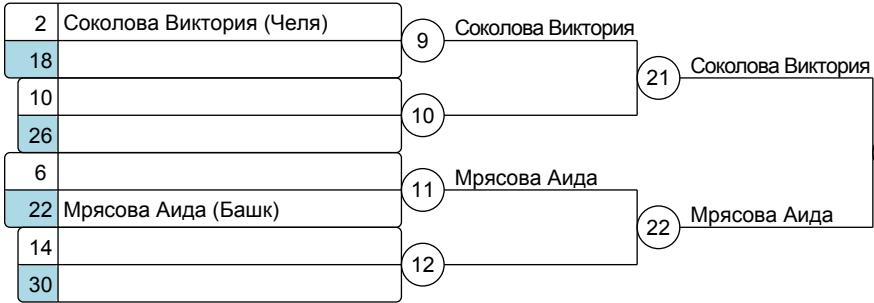 2 Соколова Виктория (Челя)
18
9 Соколова Виктория
10
26
10
21 Соколова Виктория
6
22 Мрясова Аида (Башк)
11 Мрясова Аида
14
30
12
22 Мрясова Аида